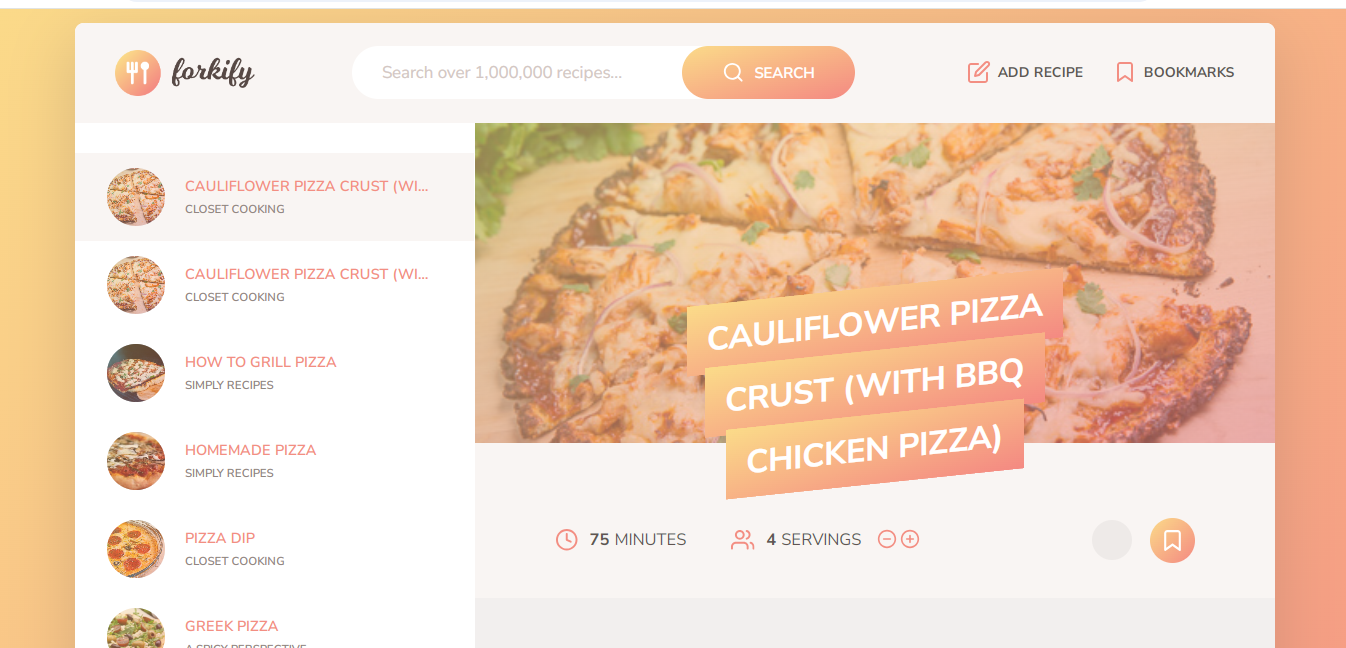 forkify
Search over 1,000,000 recipes...
SEARCH
ADD RECIPE
BOOKMARKS
CAULIFLOWER PIZZA CRUST (WI...
CLOSET COOKING
CAULIFLOWER PIZZA CRUST (WI...
CLOSET COOKING
HOW TO GRILL PIZZA
SIMPLY RECIPES
HOMEMADE PIZZA
SIMPLY RECIPES
PIZZA DIP
CLOSET COOKING
GREEK PIZZA
A SPICY PERSPECTIVE
CAULIFLOWER PIZZA
CRUST (WITH BBQ
CHICKEN PIZZA)
75 MINUTES
4 SERVINGS